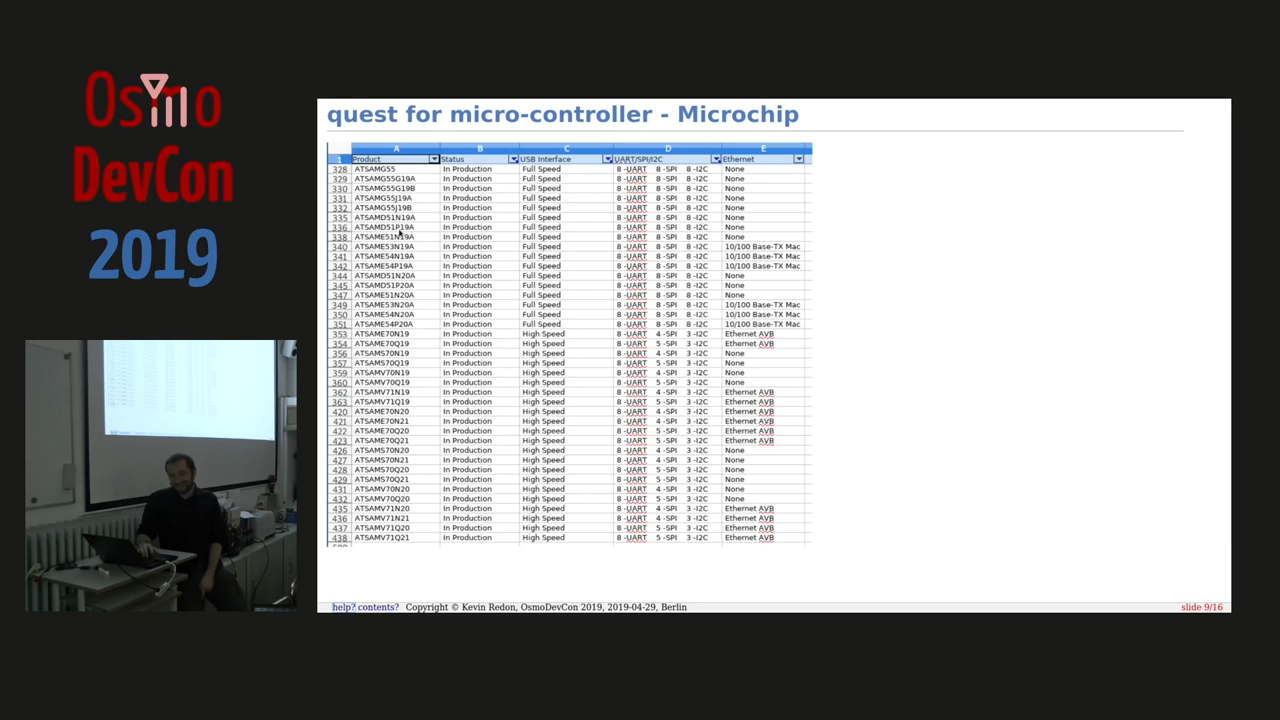 Osmo
DevCon
2019
quest for micro-controller - Microchip
A B C D E
1 Product Status USB Interface UART/SPI/I2C Ethernet
328 ATSAMG55 In Production Full Speed 8 -UART 8 -SPI 8 -I2C None
329 ATSAMG55G19A In Production Full Speed 8 -UART 8 -SPI 8 -I2C None
330 ATSAMG55G19B In Production Full Speed 8 -UART 8 -SPI 8 -I2C None
331 ATSAMG55J19A In Production Full Speed 8 -UART 8 -SPI 8 -I2C None
332 ATSAMG55J19B In Production Full Speed 8 -UART 8 -SPI 8 -I2C None
335 ATSAMD51N19A In Production Full Speed 8 -UART 8 -SPI 8 -I2C None
336 ATSAMD51P19A In Production Full Speed 8 -UART 8 -SPI 8 -I2C None
338 ATSAME51N19A In Production Full Speed 8 -UART 8 -SPI 8 -I2C None
340 ATSAME53N19A In Production Full Speed 8 -UART 8 -SPI 8 -I2C 10/100 Base-TX Mac
341 ATSAME54N19A In Production Full Speed 8 -UART 8 -SPI 8 -I2C 10/100 Base-TX Mac
342 ATSAME54P19A In Production Full Speed 8 -UART 8 -SPI 8 -I2C 10/100 Base-TX Mac
344 ATSAMD51N20A In Production Full Speed 8 -UART 8 -SPI 8 -I2C None
345 ATSAMD51P20A In Production Full Speed 8 -UART 8 -SPI 8 -I2C None
347 ATSAME51N20A In Production Full Speed 8 -UART 8 -SPI 8 -I2C None
349 ATSAME53N20A In Production Full Speed 8 -UART 8 -SPI 8 -I2C 10/100 Base-TX Mac
350 ATSAME54N20A In Production Full Speed 8 -UART 8 -SPI 8 -I2C 10/100 Base-TX Mac
351 ATSAME54P20A In Production Full Speed 8 -UART 8 -SPI 8 -I2C 10/100 Base-TX Mac
353 ATSAME70N19 In Production High Speed 8 -UART 4 -SPI 3 -I2C Ethernet AVB
354 ATSAME70Q19 In Production High Speed 8 -UART 5 -SPI 3 -I2C Ethernet AVB
356 ATSAMS70N19 In Production High Speed 8 -UART 4 -SPI 3 -I2C None
357 ATSAMS70Q19 In Production High Speed 8 -UART 5 -SPI 3 -I2C None
359 ATSAMV70N19 In Production High Speed 8 -UART 4 -SPI 3 -I2C None
360 ATSAMV70Q19 In Production High Speed 8 -UART 5 -SPI 3 -I2C None
362 ATSAMV71N19 In Production High Speed 8 -UART 4 -SPI 3 -I2C Ethernet AVB
363 ATSAMV71Q19 In Production High Speed 8 -UART 5 -SPI 3 -I2C Ethernet AVB
420 ATSAME70N20 In Production High Speed 8 -UART 4 -SPI 3 -I2C Ethernet AVB
421 ATSAME70N21 In Production High Speed 8 -UART 4 -SPI 3 -I2C Ethernet AVB
422 ATSAME70Q20 In Production High Speed 8 -UART 5 -SPI 3 -I2C Ethernet AVB
423 ATSAME70Q21 In Production High Speed 8 -UART 5 -SPI 3 -I2C Ethernet AVB
426 ATSAMS70N20 In Production High Speed 8 -UART 4 -SPI 3 -I2C None
427 ATSAMS70N21 In Production High Speed 8 -UART 4 -SPI 3 -I2C None
428 ATSAMS70Q20 In Production High Speed 8 -UART 5 -SPI 3 -I2C None
429 ATSAMS70Q21 In Production High Speed 8 -UART 5 -SPI 3 -I2C None
431 ATSAMV70N20 In Production High Speed 8 -UART 4 -SPI 3 -I2C None
432 ATSAMV70Q20 In Production High Speed 8 -UART 5 -SPI 3 -I2C None
435 ATSAMV71N20 In Production High Speed 8 -UART 4 -SPI 3 -I2C Ethernet AVB
436 ATSAMV71N21 In Production High Speed 8 -UART 4 -SPI 3 -I2C Ethernet AVB
437 ATSAMV71Q20 In Production High Speed 8 -UART 5 -SPI 3 -I2C Ethernet AVB
438 ATSAMV71Q21 In Production High Speed 8 -UART 5 -SPI 3 -I2C Ethernet AVB
help? contents? Copyright © Kevin Redon, OsmoDevCon 2019, 2019-04-29, Berlin slide 9/16